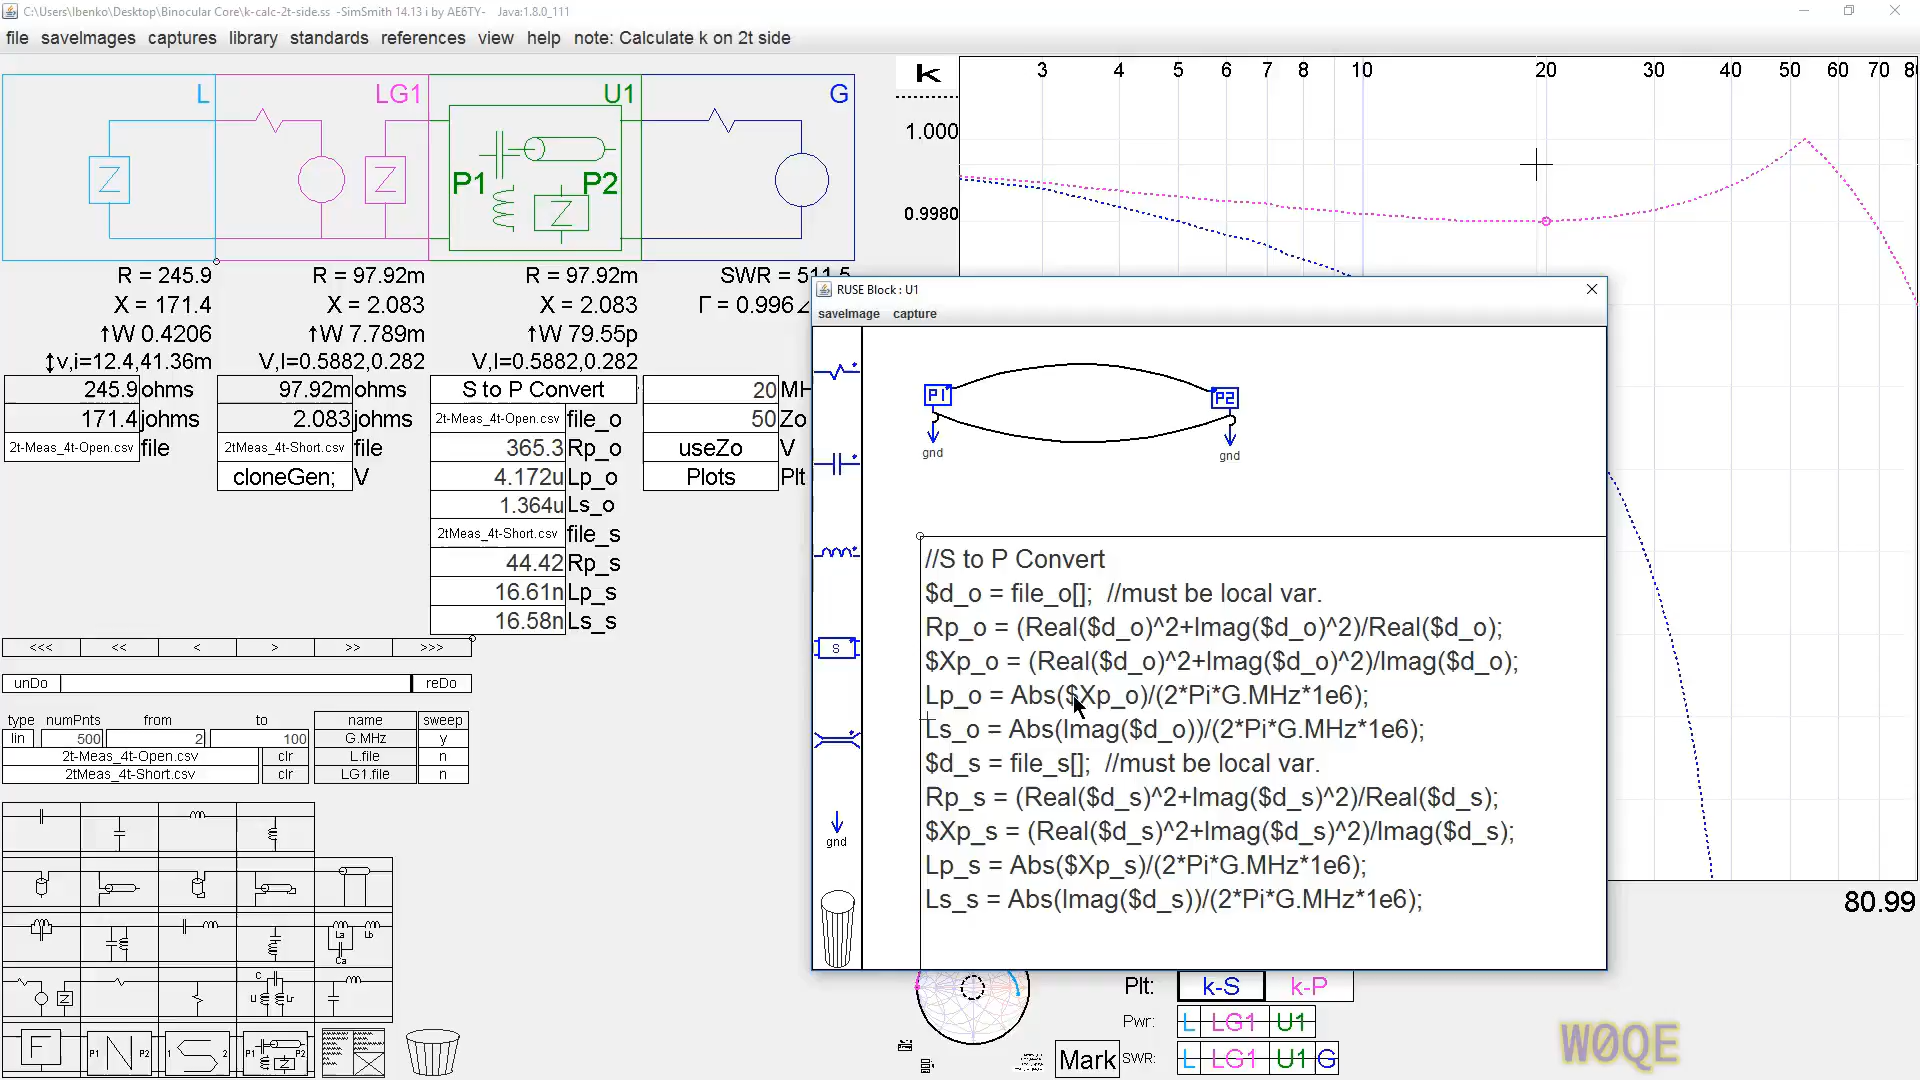 C:\Users\lbenko\Desktop\Binocular Core\k-calc-2t-side.ss -SimSmith 14.13 i by AE6TY- Java:1.8.0_111
file saveImages captures library standards references view help note: Calculate k on 2t side
L LG1 U1 G
Z Z P1 P2 Z
R = 245.9 R = 97.92m R = 97.92m SWR = 511.5
X = 171.4 X = 2.083 X = 2.083 Γ = 0.996∠
↑W 0.4206 ↑W 7.789m ↑W 79.55p
↕v,i=12.4,41.36m V,I=0.5882,0.282 V,I=0.5882,0.282
245.9 ohms 97.92m ohms S to P Convert 20 MH
171.4 johms 2.083 johms 2t-Meas_4t-Open.csv file_o 50 Zo
2t-Meas_4t-Open.csv file 2tMeas_4t-Short.csv file 365.3 Rp_o useZo V
cloneGen; V 4.172u Lp_o Plots Plt
1.364u Ls_o
2tMeas_4t-Short.csv file_s
44.42 Rp_s
16.61n Lp_s
16.58n Ls_s
<<< << < > >> >>>
unDo reDo
type numPnts from to name sweep
lin 500 2 100 G.MHz y
2t-Meas_4t-Open.csv clr L.file n
2tMeas_4t-Short.csv clr LG1.file n
La Lb
Ca
C
Z U Lr
F P1 N P2 1 S 2 P1 P2 Z
k 3 4 5 6 7 8 10 20 30 40 50 60 70 8
1.000
0.9980
RUSE Block : U1
saveImage capture
P1 P2
gnd gnd
S
gnd
//S to P Convert
$d_o = file_o[]; //must be local var.
Rp_o = (Real($d_o)^2+Imag($d_o)^2)/Real($d_o);
$Xp_o = (Real($d_o)^2+Imag($d_o)^2)/Imag($d_o);
Lp_o = Abs($Xp_o)/(2*Pi*G.MHz*1e6);
Ls_o = Abs(Imag($d_o))/(2*Pi*G.MHz*1e6);
$d_s = file_s[]; //must be local var.
Rp_s = (Real($d_s)^2+Imag($d_s)^2)/Real($d_s);
$Xp_s = (Real($d_s)^2+Imag($d_s)^2)/Imag($d_s);
Lp_s = Abs($Xp_s)/(2*Pi*G.MHz*1e6);
Ls_s = Abs(Imag($d_s))/(2*Pi*G.MHz*1e6);
80.99
Plt: k-S k-P
Pwr: L LG1 U1
Mark SWR: L LG1 U1 G
W0QE